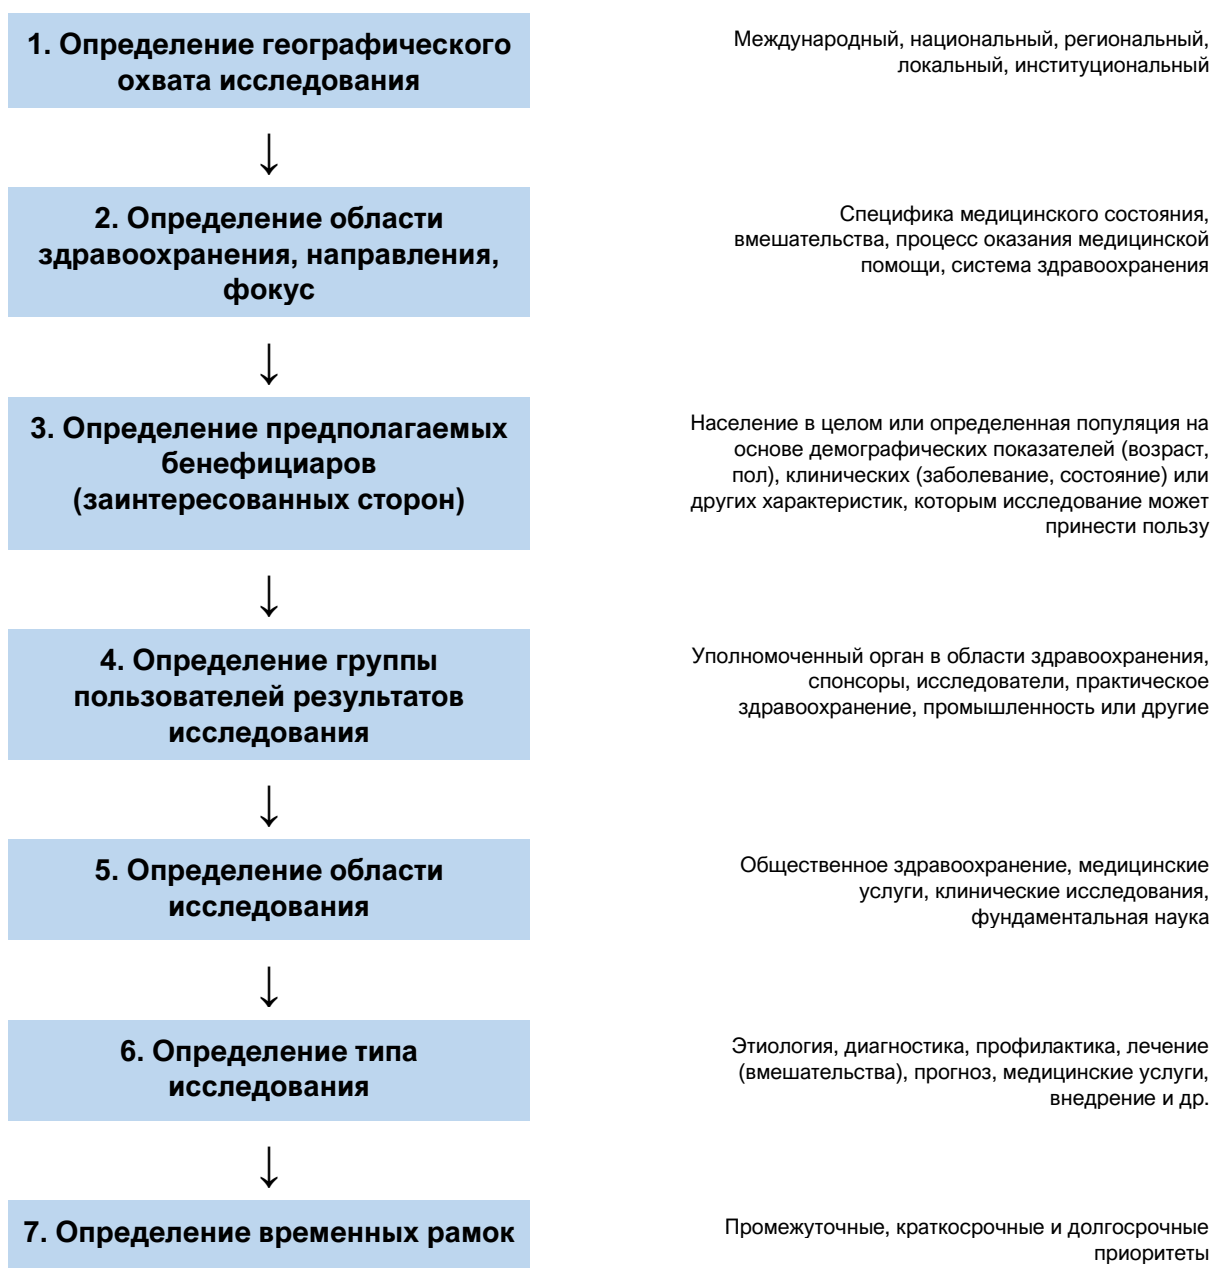 1. Определение географического
охвата исследования
Международный, национальный, региональный,
локальный, институциональный
↓
2. Определение области
здравоохранения, направления,
фокус
Специфика медицинского состояния,
вмешательства, процесс оказания медицинской
помощи, система здравоохранения
↓
3. Определение предполагаемых
бенефициаров
(заинтересованных сторон)
Население в целом или определенная популяция на
основе демографических показателей (возраст,
пол), клинических (заболевание, состояние) или
других характеристик, которым исследование может
принести пользу
↓
4. Определение группы
пользователей результатов
исследования
Уполномоченный орган в области здравоохранения,
спонсоры, исследователи, практическое
здравоохранение, промышленность или другие
↓
5. Определение области
исследования
Общественное здравоохранение, медицинские
услуги, клинические исследования,
фундаментальная наука
↓
6. Определение типа
исследования
Этиология, диагностика, профилактика, лечение
(вмешательства), прогноз, медицинские услуги,
внедрение и др.
↓
7. Определение временных рамок
Промежуточные, краткосрочные и долгосрочные
приоритеты